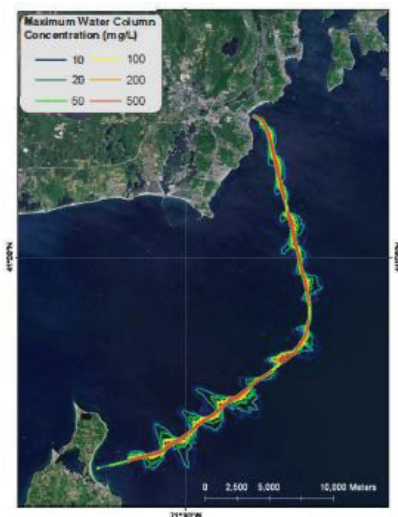 Maximum Water Column
Concentration (mg/L)
10 100
20 200
50 500
0 2,500 5,000 10,000 Meters